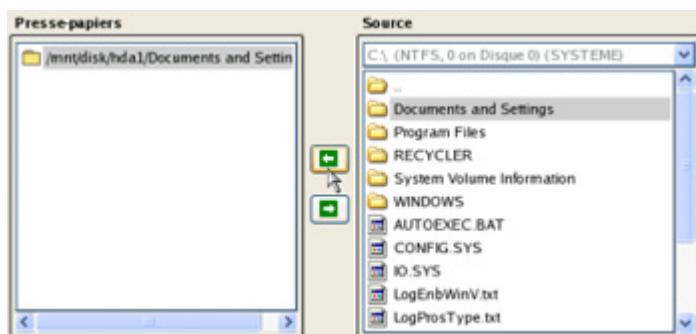 Presse-papiers
/mnt/disk/hda1/Documents and Settin
Source
C:\, (NTFS, 0 on Disque 0) (SYSTEME)
..
Documents and Settings
Program Files
RECYCLER
System Volume Information
WINDOWS
AUTOEXEC.BAT
CONFIG.SYS
IO.SYS
LogEnbWinV.txt
LogProsType.txt